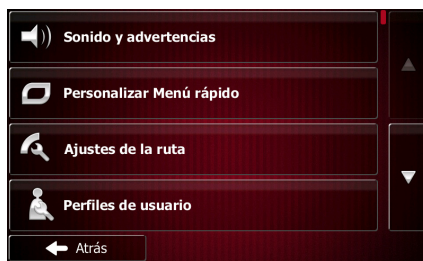 Sonido y advertencias
Personalizar Menú rápido
Ajustes de la ruta
Perfiles de usuario
Atrás